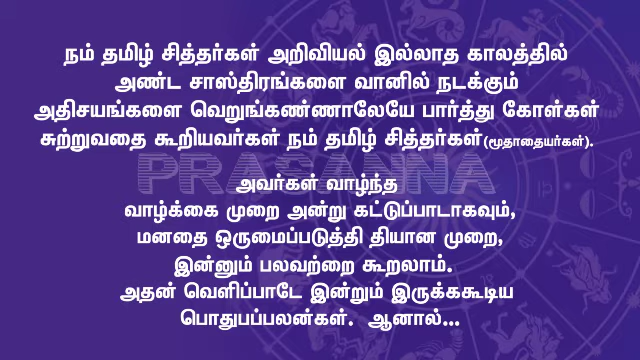 நம் தமிழ் சித்தர்கள் அறிவியல் இல்லாத காலத்தில்
அண்ட சாஸ்திரங்களை வானில் நடக்கும்
அதிசயங்களை வெறுங்கண்ணாலேயே பார்த்து கோள்கள்
சுற்றுவதை கூறியவர்கள் நம் தமிழ் சித்தர்கள்(மூதாதையர்கள்).
PRASANNA
அவர்கள் வாழ்ந்த
வாழ்க்கை முறை அன்று கட்டுப்பாடாகவும்,
மனதை ஒருமைப்படுத்தி தியான முறை,
இன்னும் பலவற்றை கூறலாம்.
அதன் வெளிப்பாடே இன்றும் இருக்ககூடிய
பொதுபப்பலன்கள். ஆனால்...